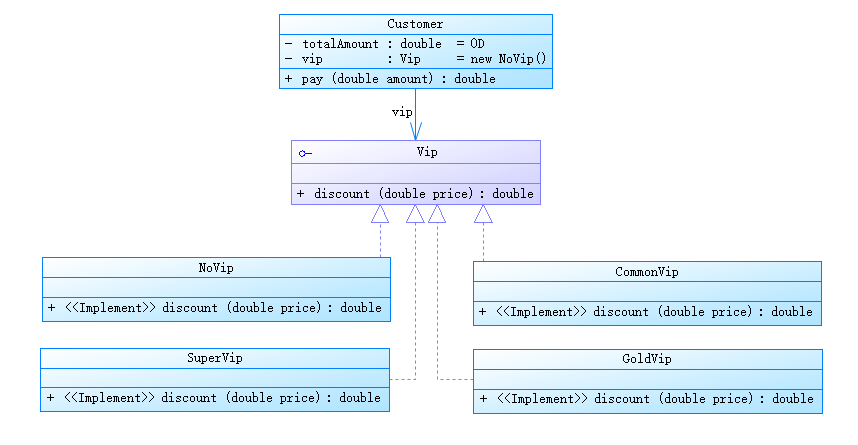 Customer
- totalAmount : double = OD
- vip : Vip = new NoVip()
+ pay (double amount) : double
vip
Vip
+ discount (double price) : double
NoVip
+ <<Implement>> discount (double price) : double
CommonVip
+ <<Implement>> discount (double price) : double
SuperVip
+ <<Implement>> discount (double price) : double
GoldVip
+ <<Implement>> discount (double price) : double